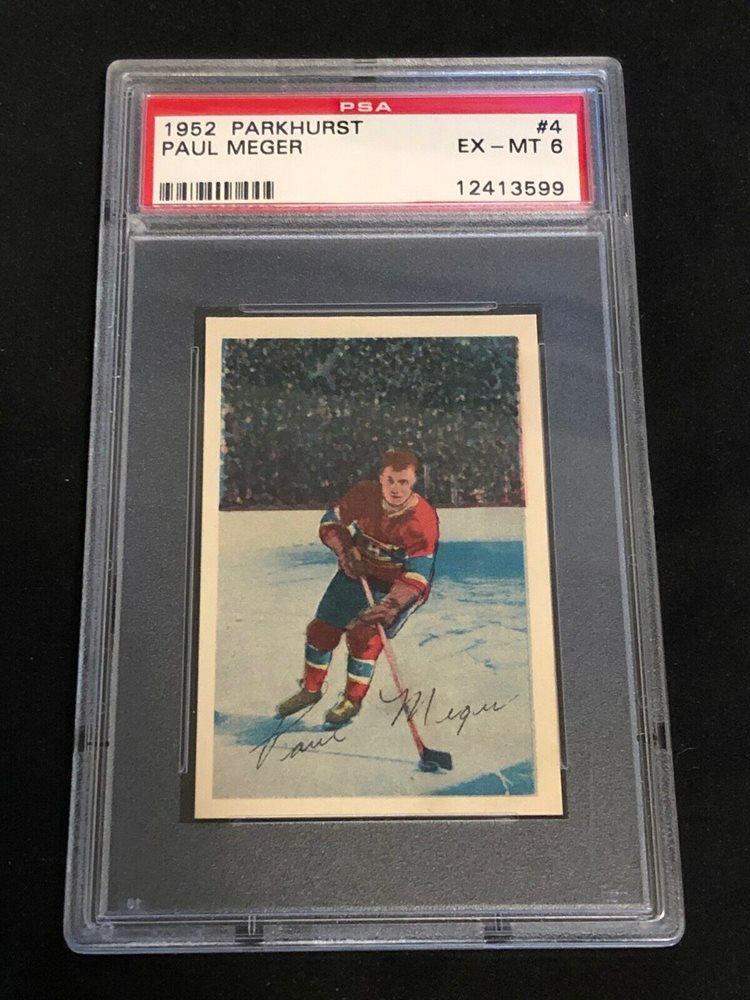 PSA
1952 PARKHURST #4
PAUL MEGER EX-MT 6
12413599
Paul Meger